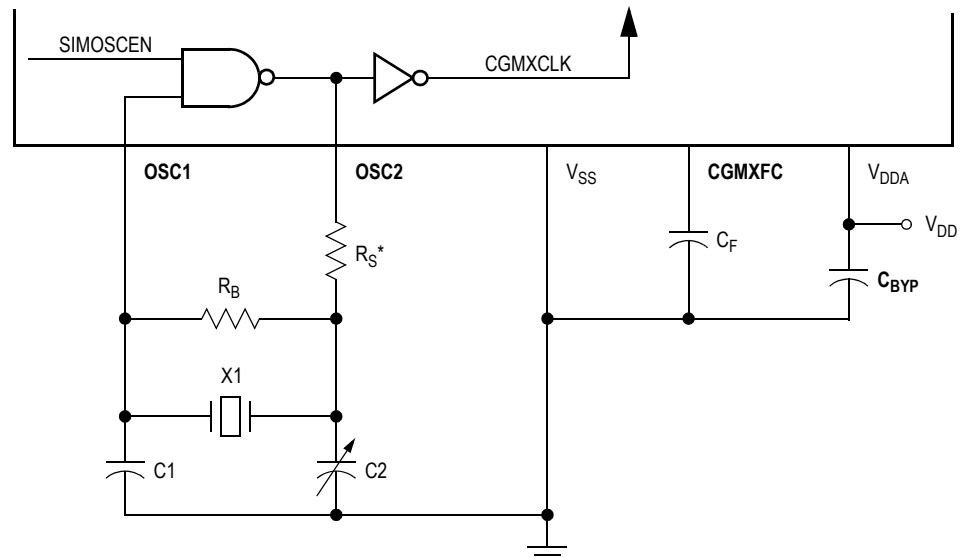 SIMOSCEN
CGMXCLK
OSC1
OSC2
VSS
CGMXFC
VDDA
VDD
RS*
CF
CBYP
RB
X1
C1
C2